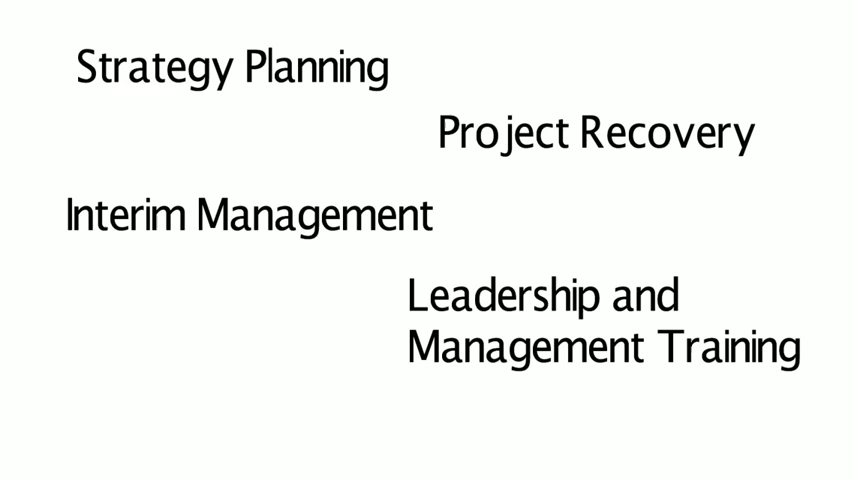 Strategy Planning
Project Recovery
Interim Management
Leadership and
Management Training